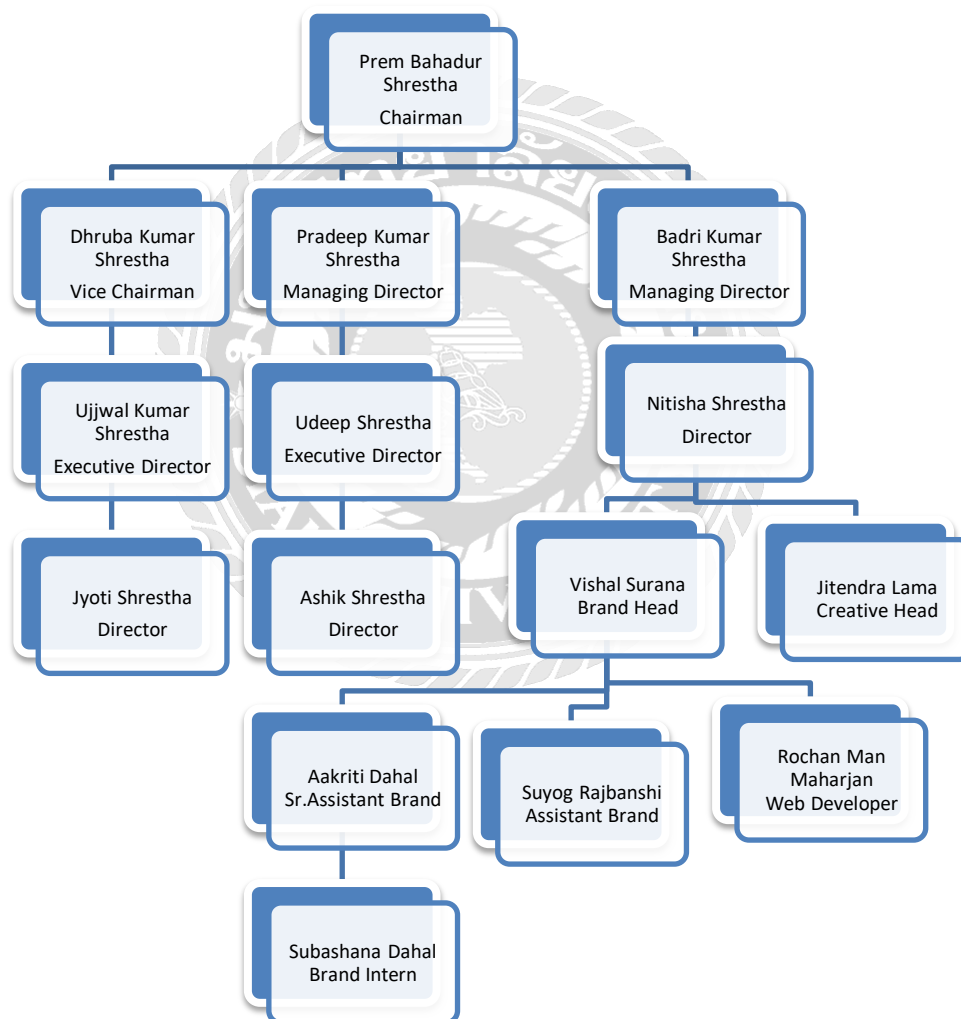 Prem Bahadur
Shrestha
Chairman
Dhruba Kumar
Shrestha
Vice Chairman
Pradeep Kumar
Shrestha
Managing Director
Badri Kumar
Shrestha
Managing Director
Ujjwal Kumar
Shrestha
Executive Director
Udeep Shrestha
Executive Director
Nitisha Shrestha
Director
Jyoti Shrestha
Director
Ashik Shrestha
Director
Vishal Surana
Brand Head
Jitendra Lama
Creative Head
Aakriti Dahal
Sr.Assistant Brand
Suyog Rajbanshi
Assistant Brand
Rochan Man
Maharjan
Web Developer
Subashana Dahal
Brand Intern